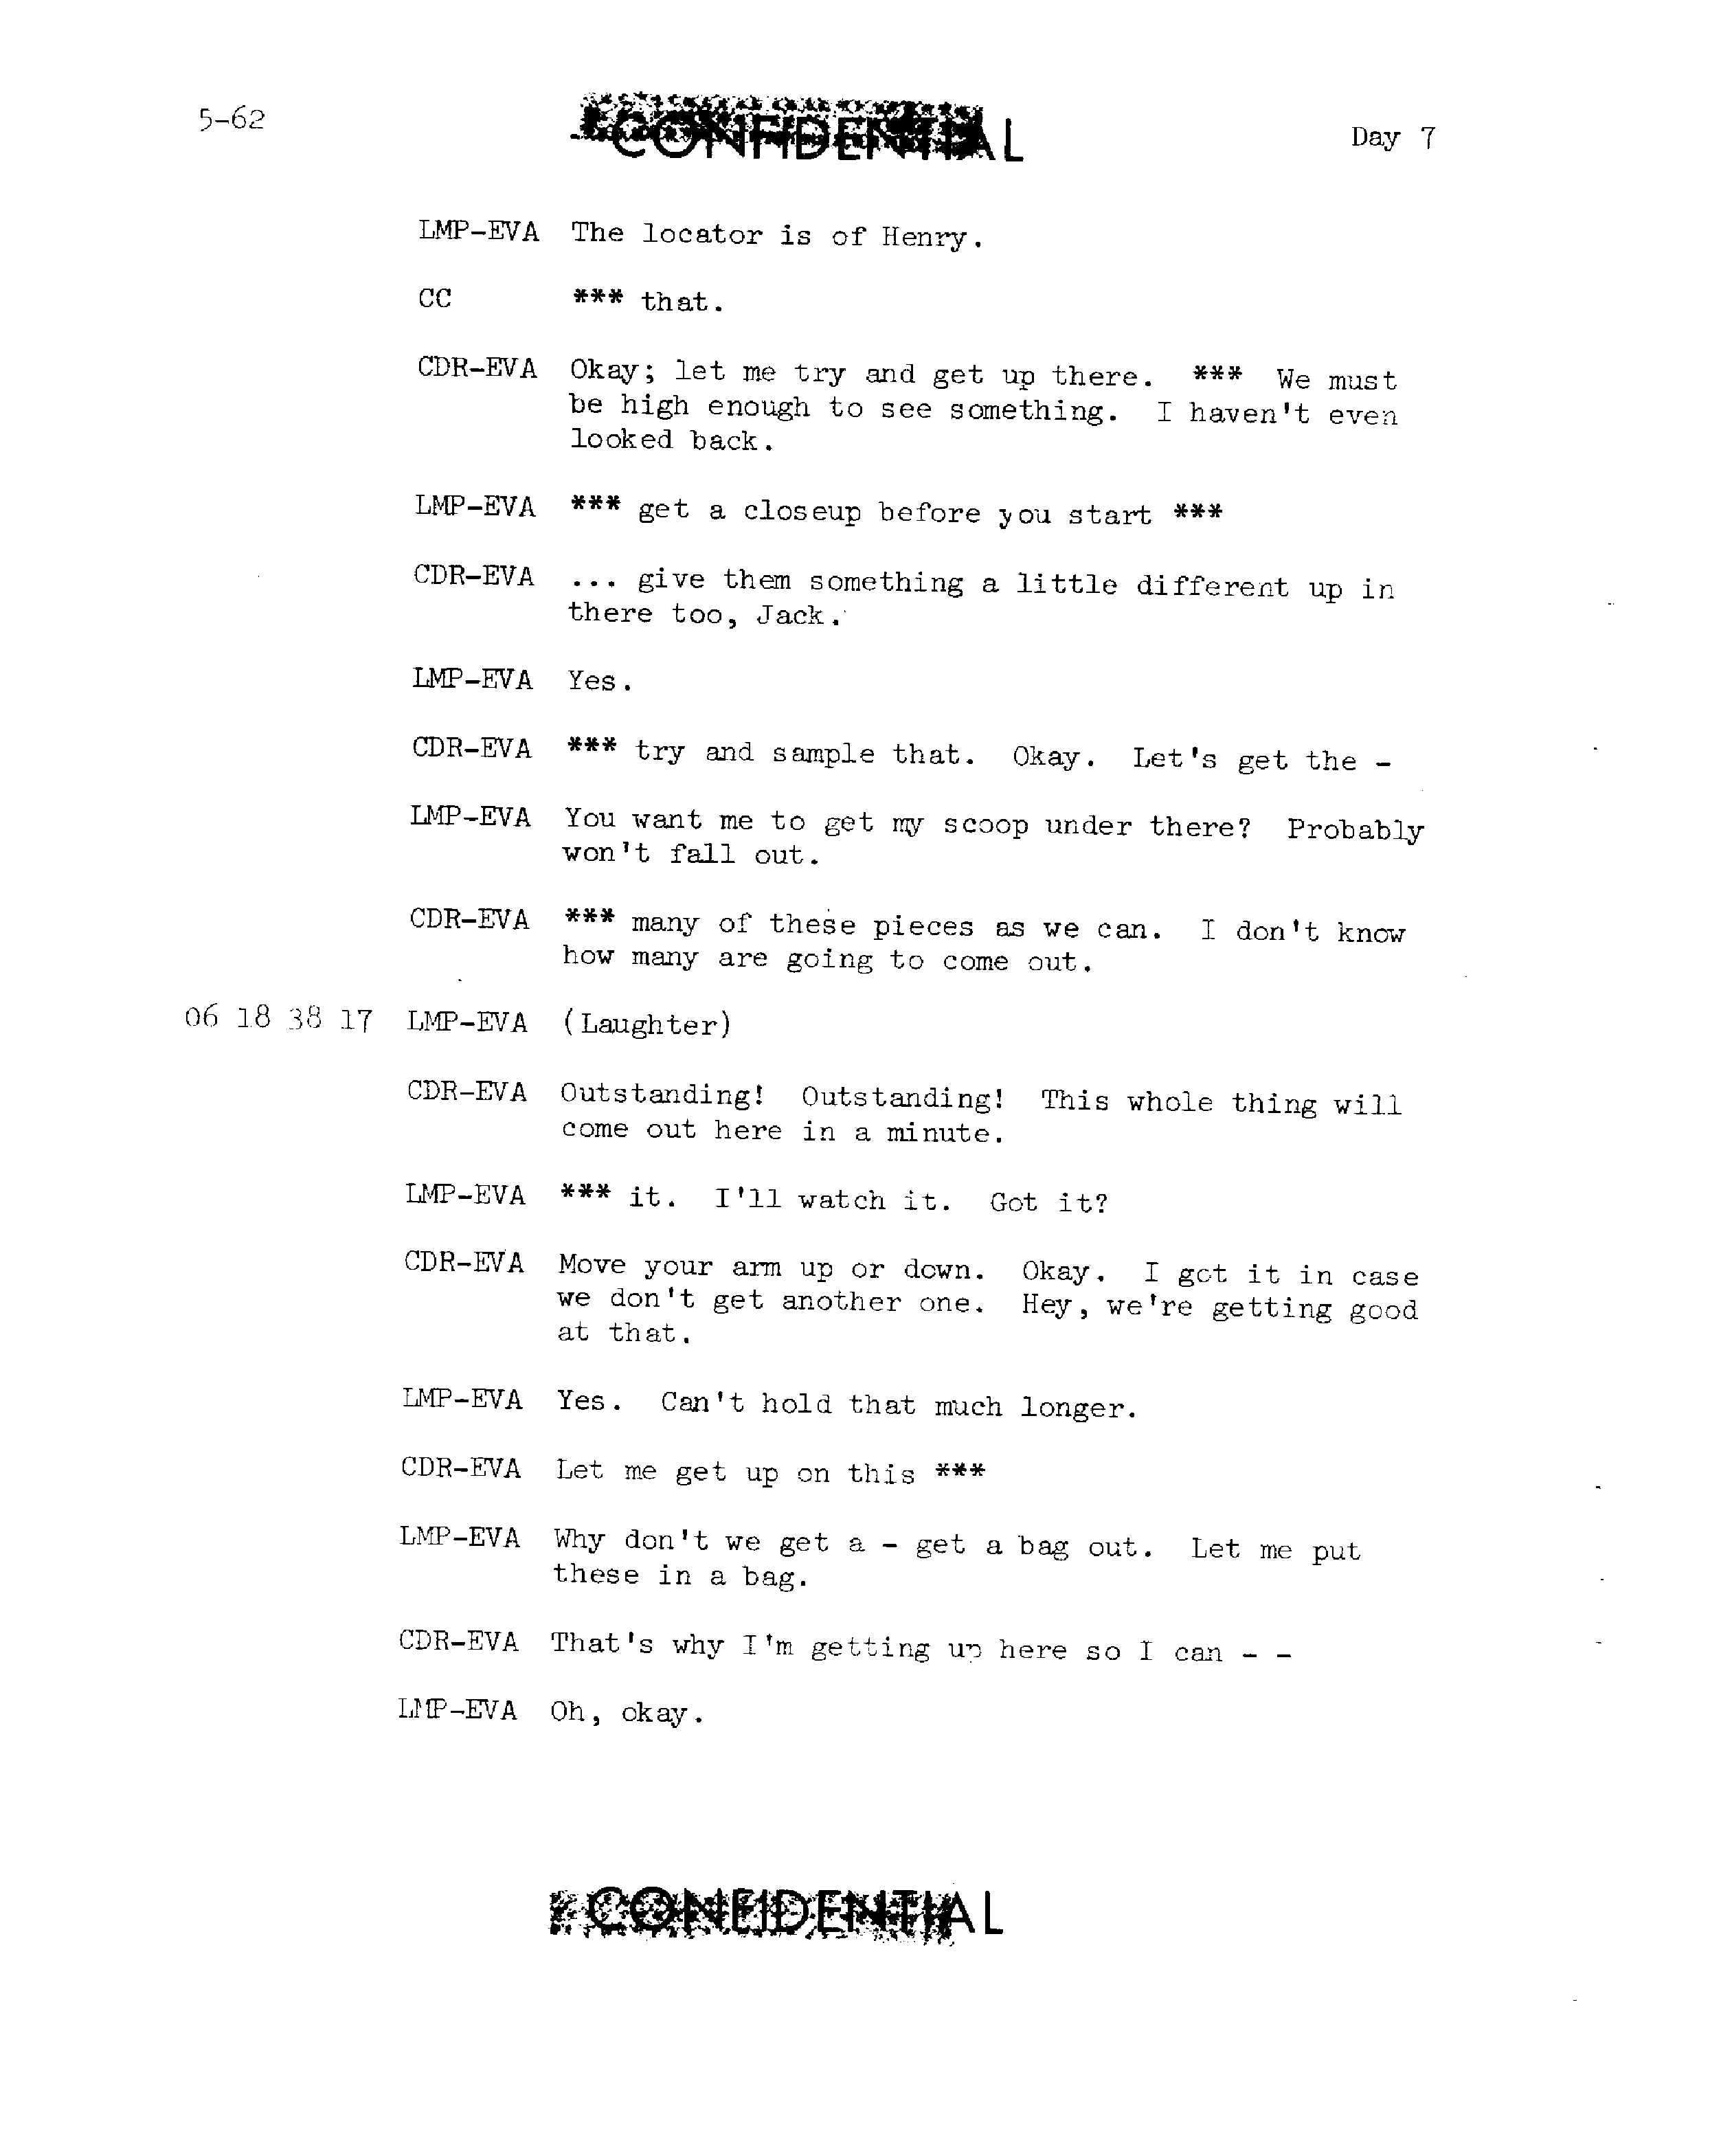 5-62
CONFIDENTIAL
Day 7
LMP-EVA The locator is of Henry.
CC *** that.
CDR-EVA Okay; let me try and get up there. *** We must
be high enough to see something. I haven't even
looked back.
LMP-EVA *** get a closeup before you start ***
CDR-EVA ... give them something a little different up in
there too, Jack.
LMP-EVA Yes.
CDR-EVA *** try and sample that. Okay. Let's get the -
LMP-EVA You want me to get my scoop under there? Probably
won't fall out.
CDR-EVA *** many of these pieces as we can. I don't know
how many are going to come out.
06 18 38 17 LMP-EVA (Laughter)
CDR-EVA Outstanding! Outstanding! This whole thing will
come out here in a minute.
LMP-EVA *** it. I'll watch it. Got it?
CDR-EVA Move your arm up or down. Okay. I got it in case
we don't get another one. Hey, we're getting good
at that.
LMP-EVA Yes. Can't hold that much longer.
CDR-EVA Let me get up on this ***
LMP-EVA Why don't we get a - get a bag out. Let me put
these in a bag.
CDR-EVA That's why I'm getting up here so I can - -
LMP-EVA Oh, okay.
CONFIDENTIAL